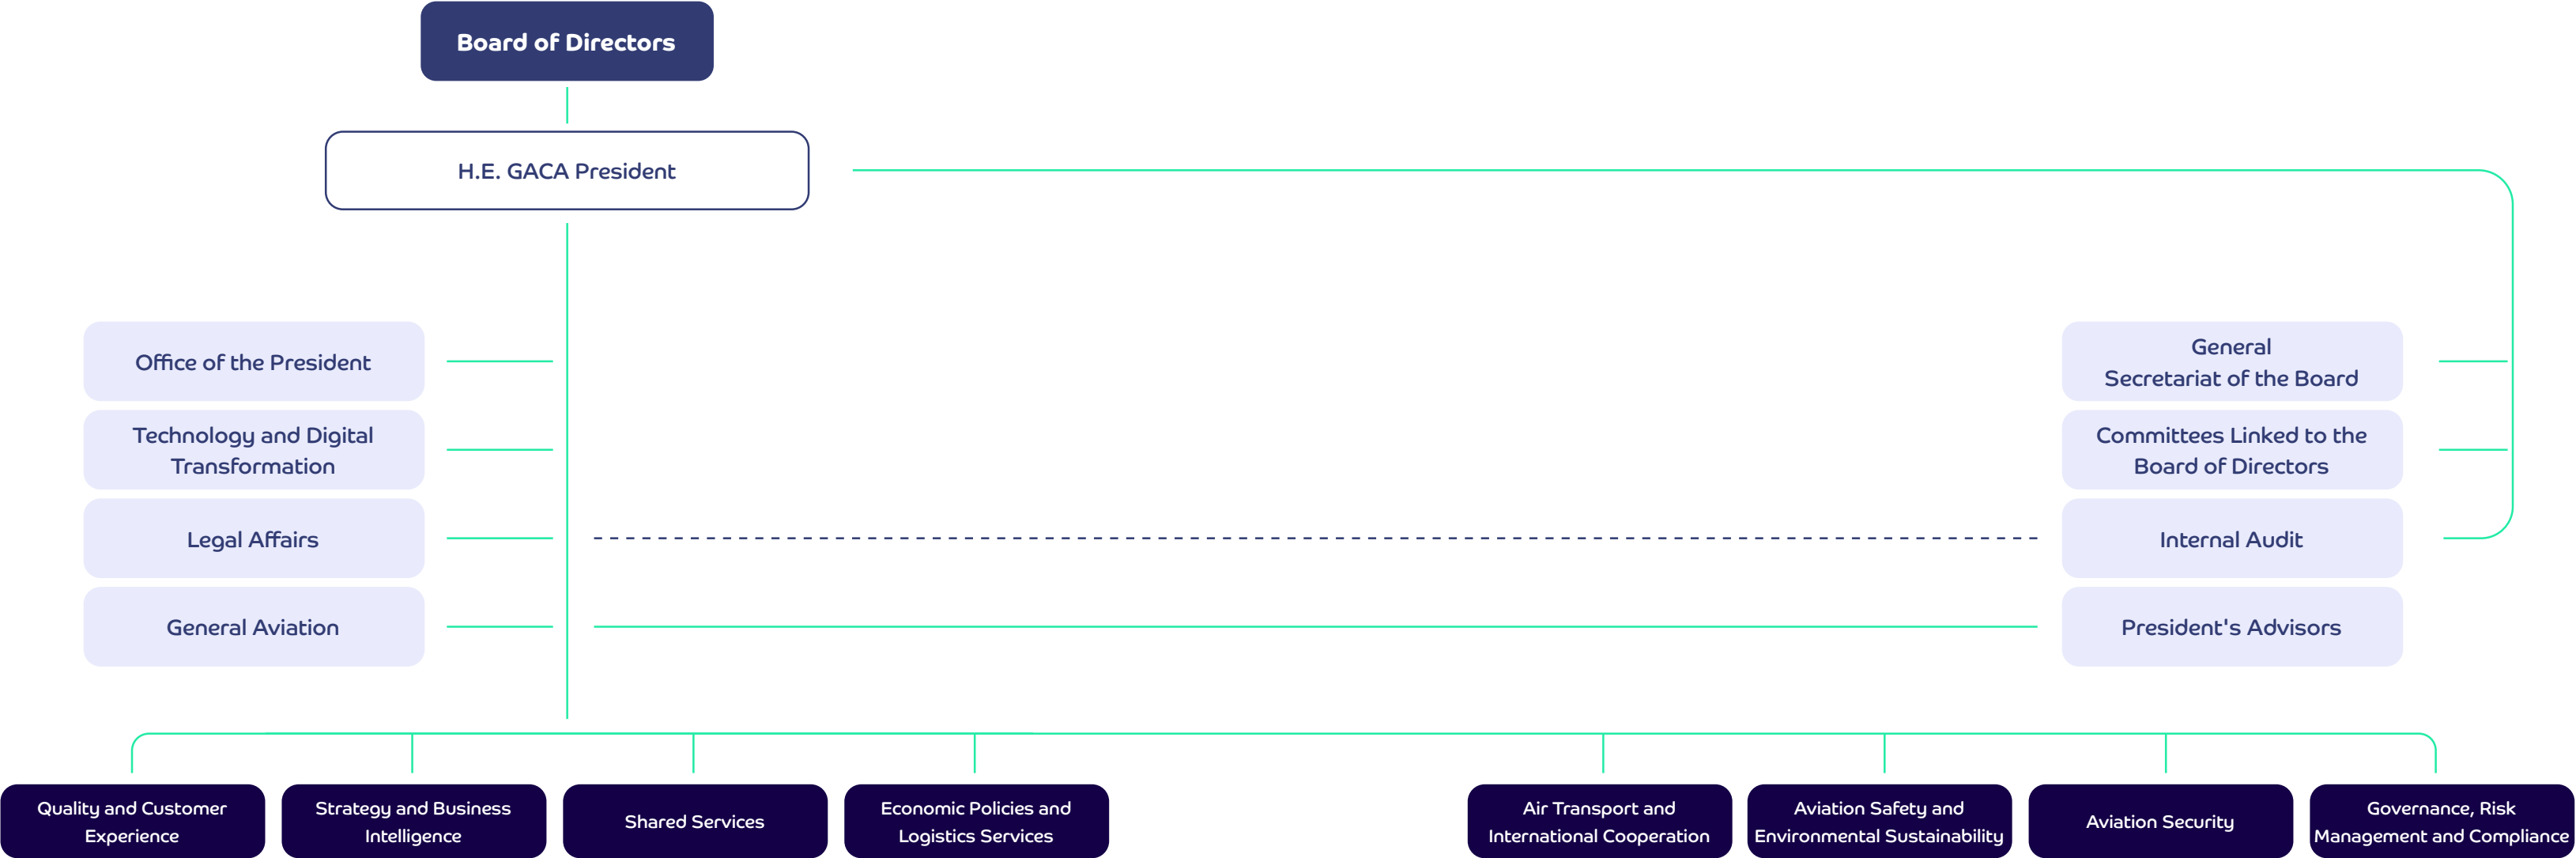 Board of Directors
H.E. GACA President
Office of the President
Technology and Digital
Transformation
Legal Affairs
General Aviation
General
Secretariat of the Board
Committees Linked to the
Board of Directors
Internal Audit
President's Advisors
Quality and Customer
Experience
Strategy and Business
Intelligence
Shared Services
Economic Policies and
Logistics Services
Air Transport and
International Cooperation
Aviation Safety and
Environmental Sustainability
Aviation Security
Governance, Risk
Management and Compliance